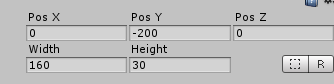 Pos X Pos Y Pos Z
0 -200 0
Width Height
160 30 R